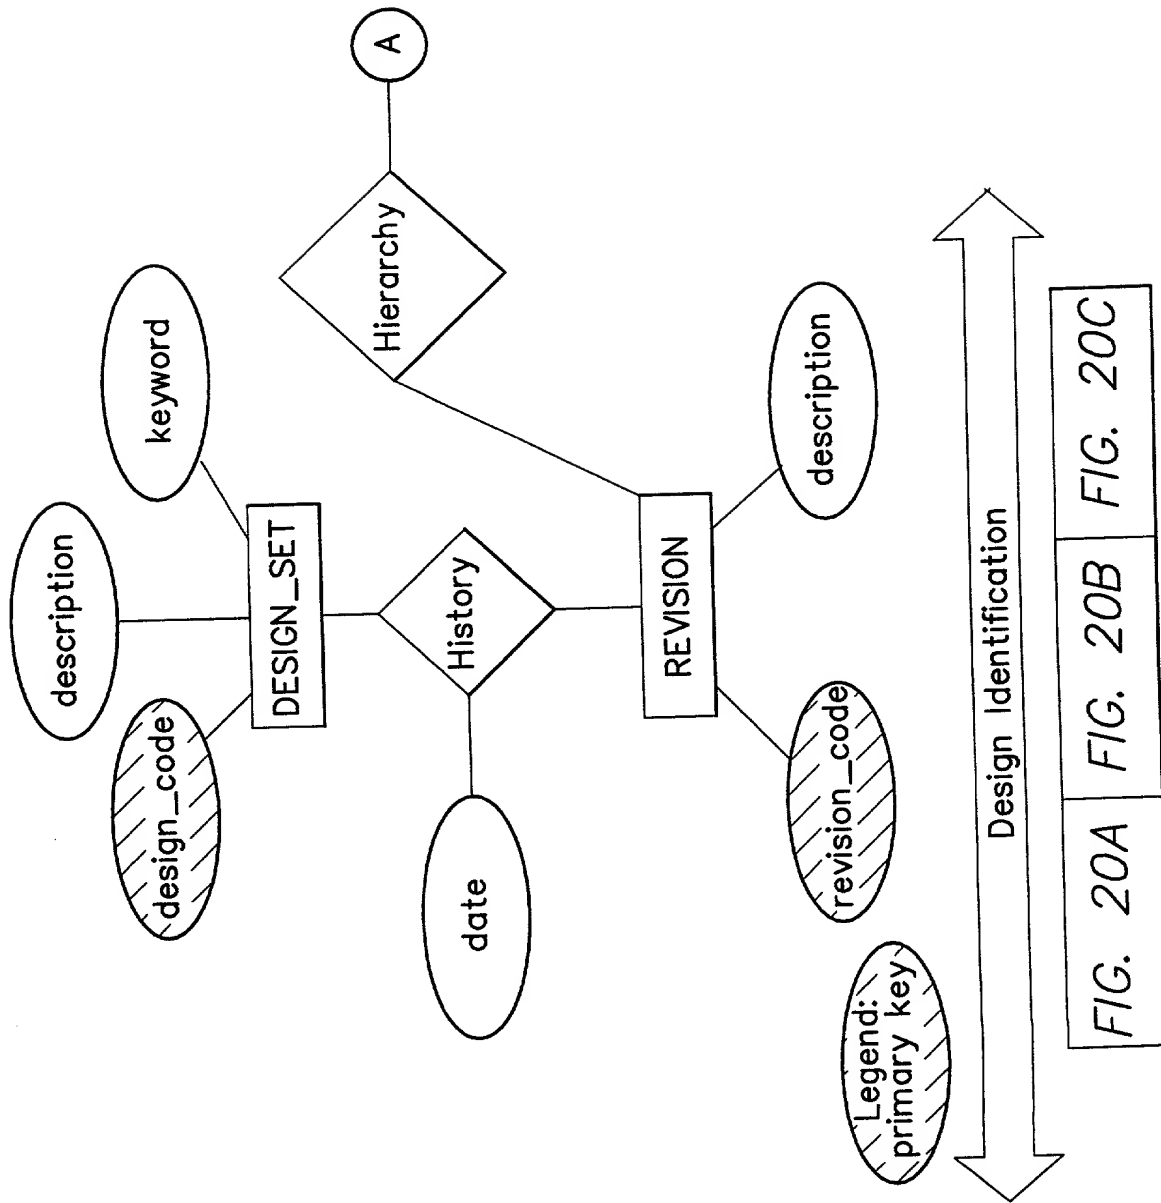 description
keyword
design_code
DESIGN_SET
A
Hierarchy
History
date
REVISION
revision_code
description
Legend:
primary key
Design Identification
FIG. 20A
FIG. 20B
FIG. 20C